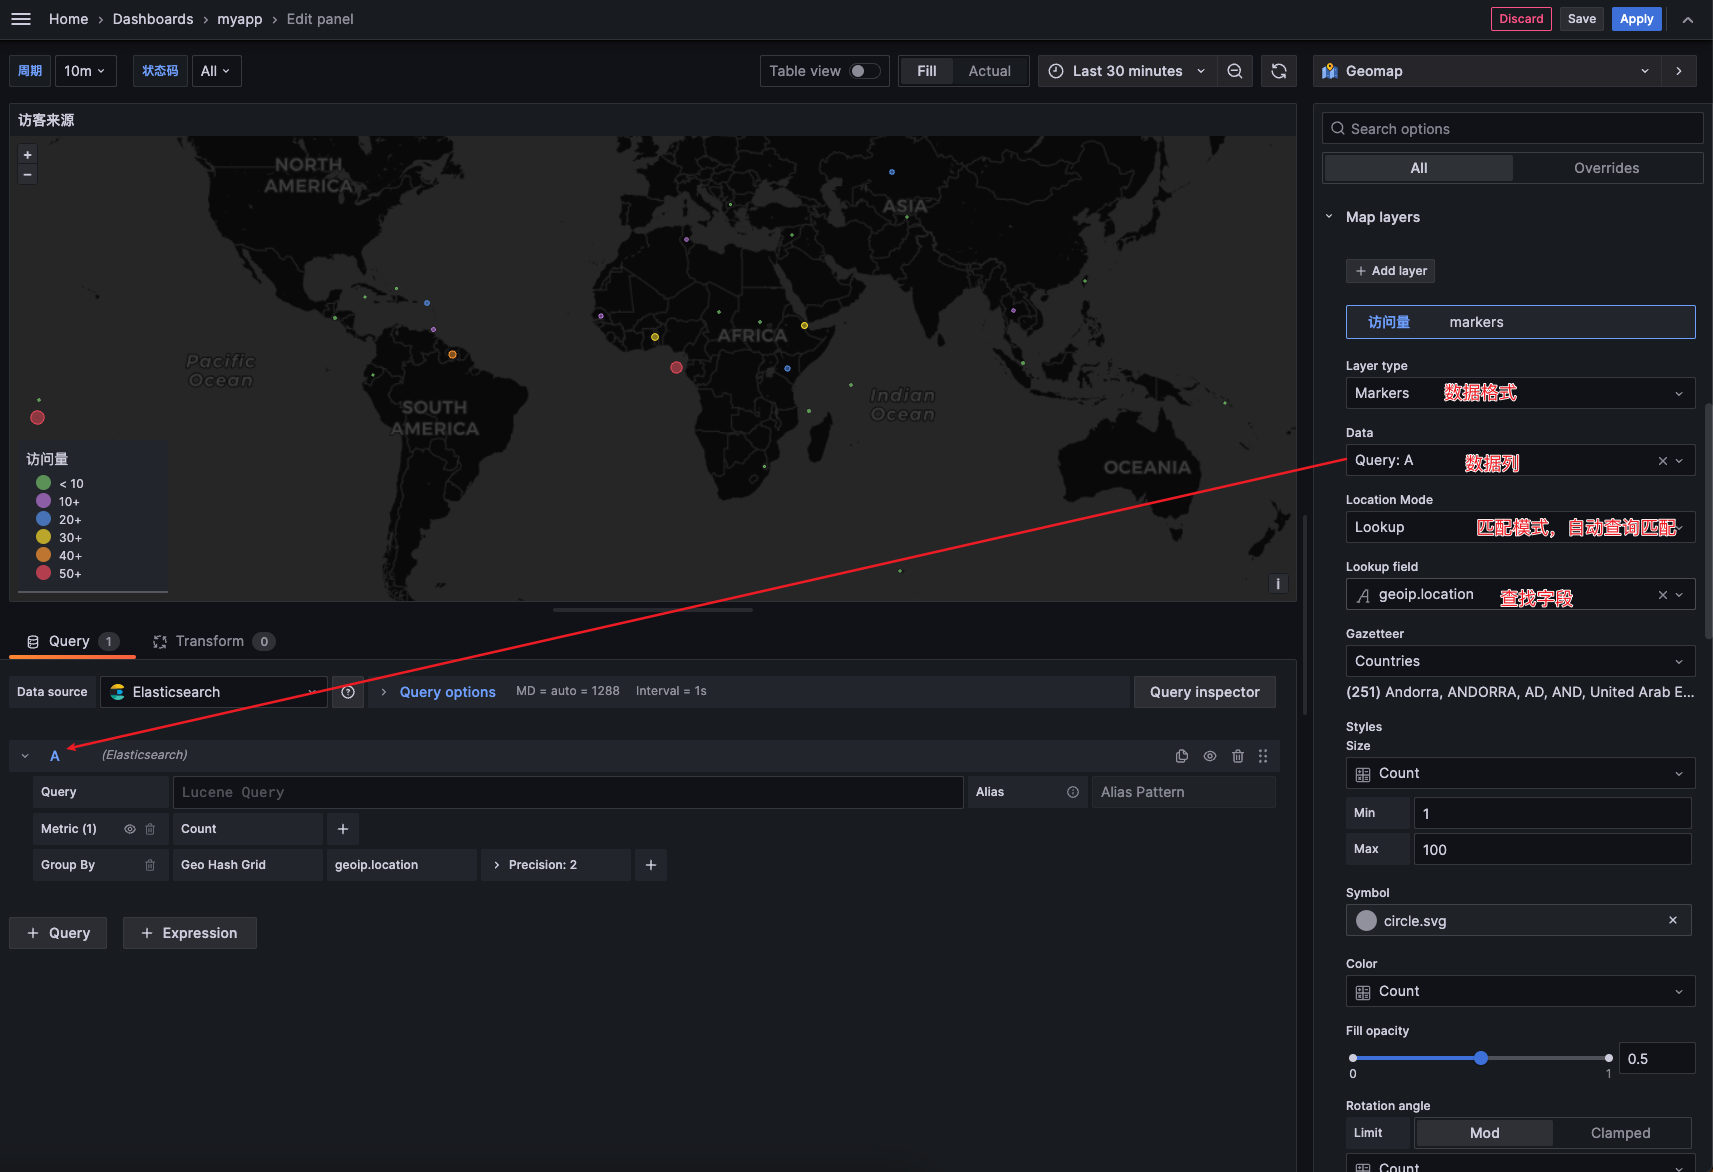 Home › Dashboards › myapp › Edit panel
Discard Save Apply
周期 10m 状态码 All Table view Fill Actual Last 30 minutes Geomap
访客来源
Search options
+
−
All Overrides
NORTH
AMERICA
ASIA
Map layers
+ Add layer
访问量 markers
AFRICA
Pacific
Ocean
Indian
Ocean
SOUTH
AMERICA
OCEANIA
Layer type
Markers 数据格式
Data
Query: A 数据列
Location Mode
Lookup 匹配模式，自动查询匹配
Lookup field
geoip.location 查找字段
Gazetteer
Countries
(251) Andorra, ANDORRA, AD, AND, United Arab E...
Styles
Size
Count
Min 1
Max 100
Symbol
circle.svg
Color
Count
Fill opacity
0.5
0 1
Rotation angle
Limit Mod Clamped
Count
访问量
< 10
10+
20+
30+
40+
50+
i
Query 1 Transform 0
Data source Elasticsearch Query options MD = auto = 1288 Interval = 1s Query inspector
A (Elasticsearch)
Query Lucene Query Alias Alias Pattern
Metric (1) Count +
Group By Geo Hash Grid geoip.location > Precision: 2 +
+ Query + Expression